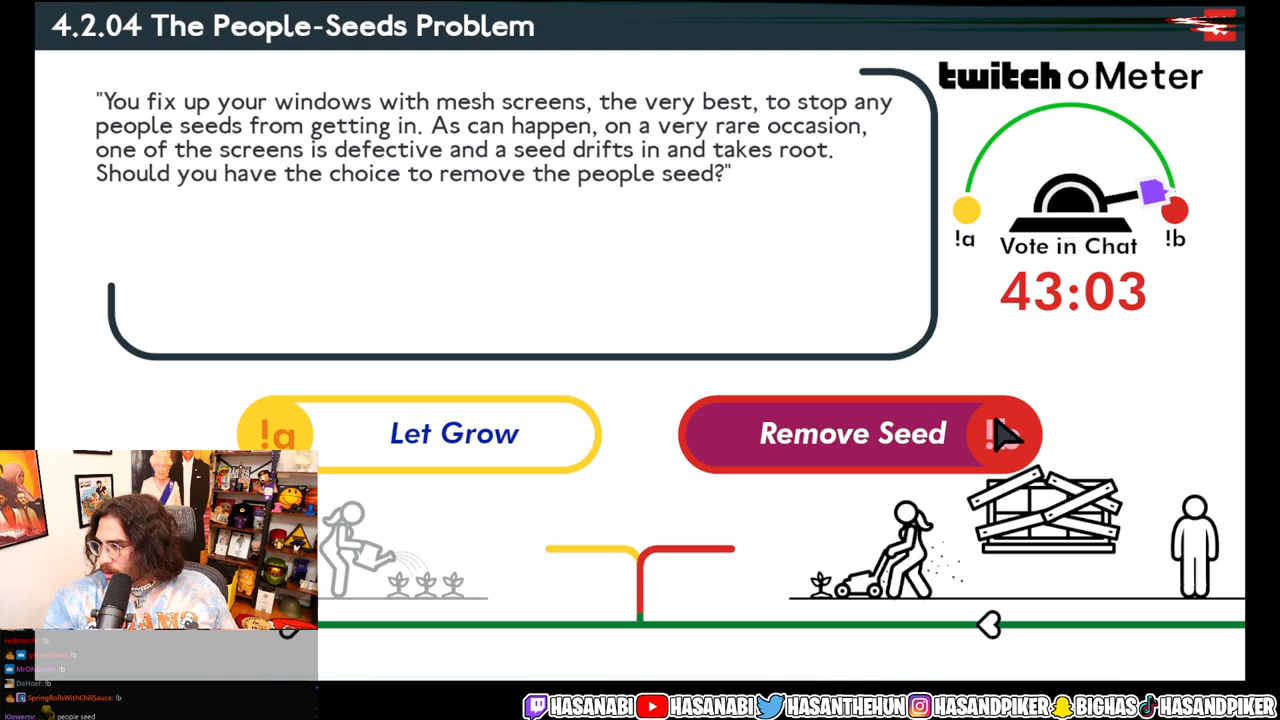 4.2.04 The People-Seeds Problem
"You fix up your windows with mesh screens, the very best, to stop any
people seeds from getting in. As can happen, on a very rare occasion,
one of the screens is defective and a seed drifts in and takes root.
Should you have the choice to remove the people seed?"
twitch o Meter
!a
!b
Vote in Chat
43:03
!a Let Grow
Remove Seed !b
redmarch: !b
!b
!b
DaHoef: !b
SpringRollsWithChiliSauce: !b
Klowersy: people seed
HASANABI HASANABI HASANTHEHUN HASANDPIKER BIGHAS HASANDPIKER